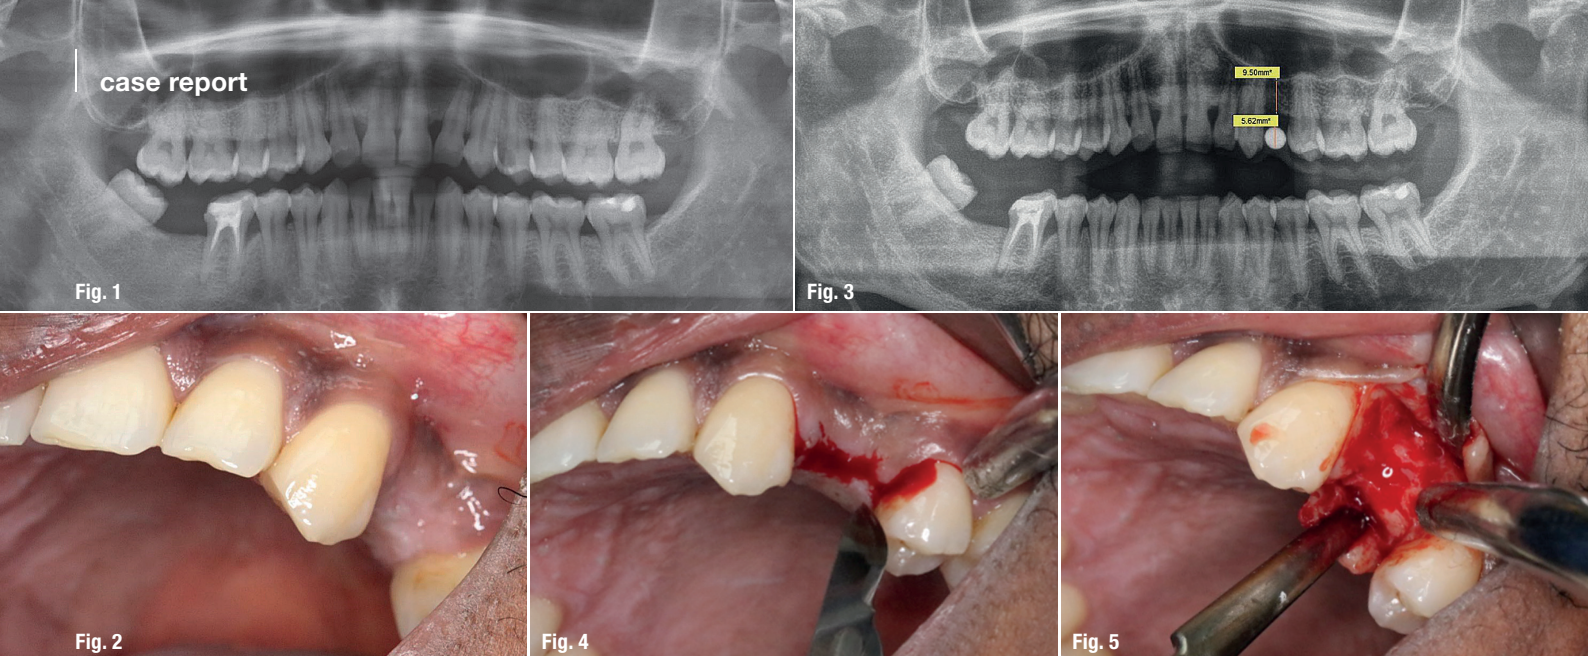 case report
Fig. 1
9.50mm*
5.62mm*
Fig. 3
Fig. 2
Fig. 4
Fig. 5